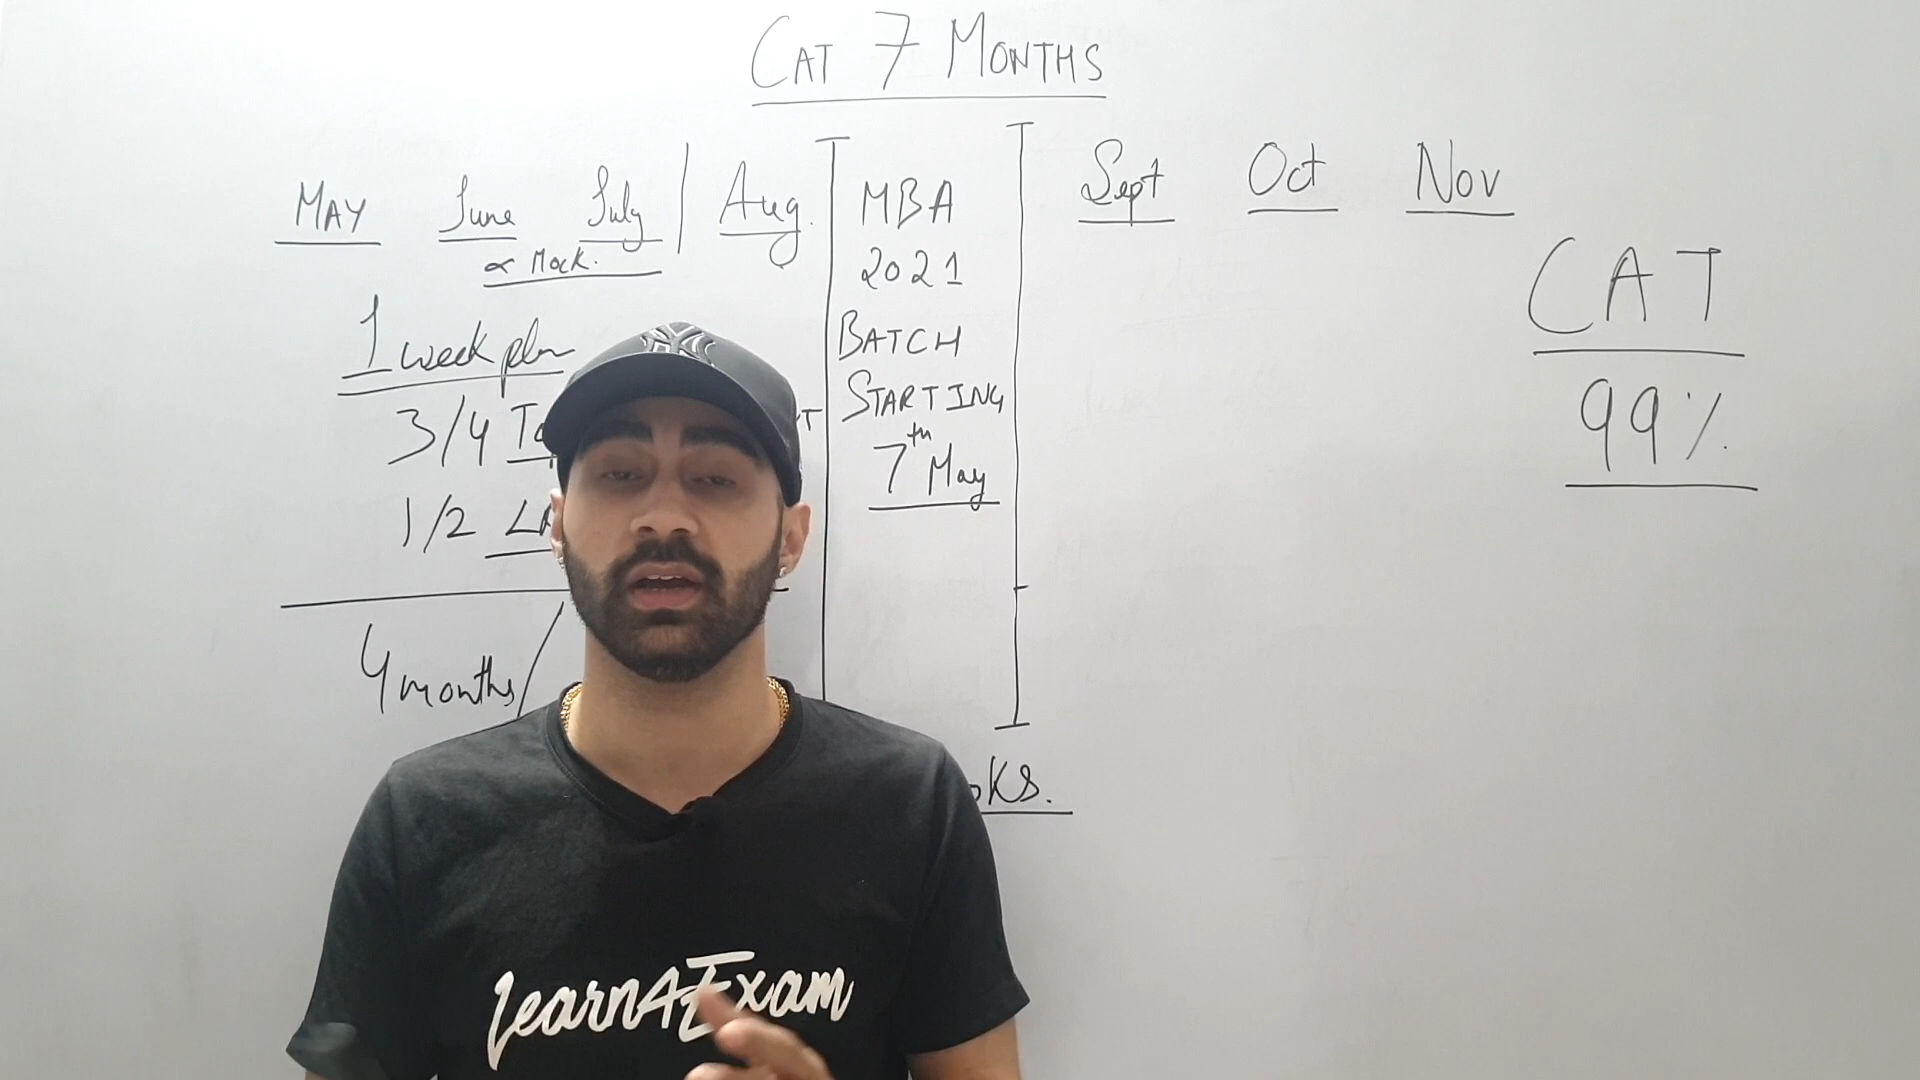 CAT 7 MONTHS
MAY June July / Aug. Sept Oct Nov
∝ Mock.
MBA
2021
BATCH
STARTING
7th May
1 week plan
3/4
1/2
4 months/
CAT
99%
Learn4Exam